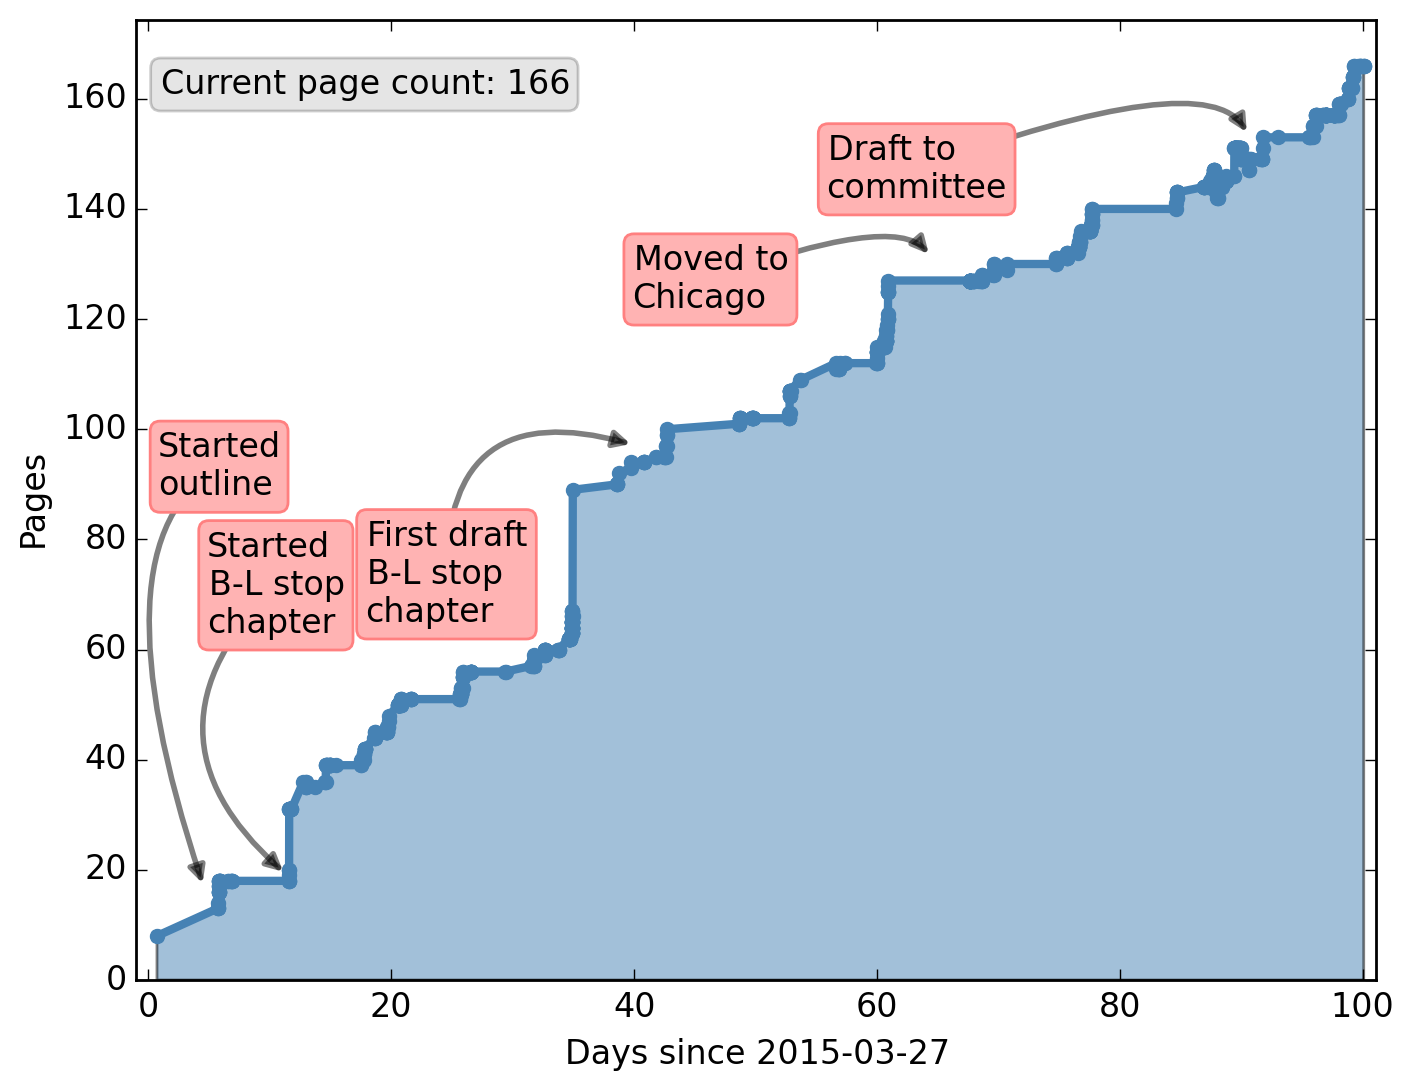 Current page count: 166
Draft to
committee
Moved to
Chicago
Started
outline
Started
B-L stop
chapter
First draft
B-L stop
chapter
Pages
160
140
120
100
80
60
40
20
0
0 20 40 60 80 100
Days since 2015-03-27